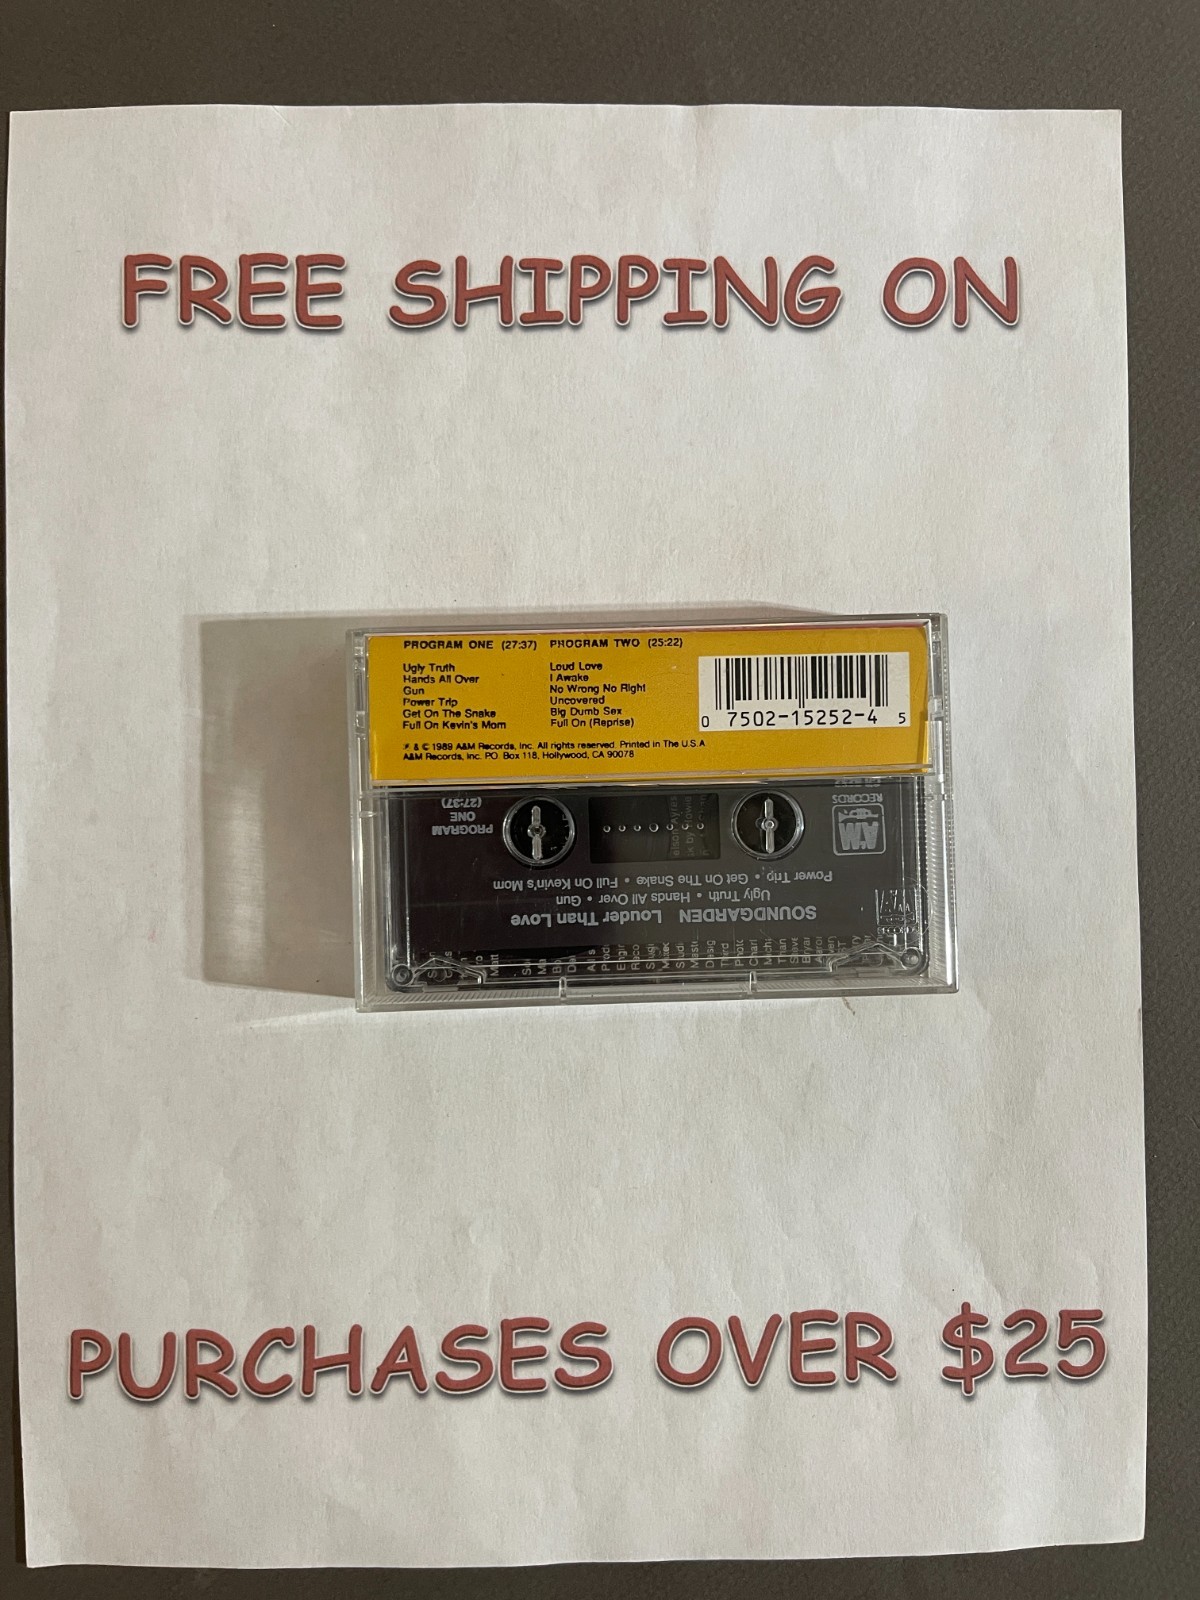 FREE SHIPPING ON
PROGRAM ONE (27:37)
Ugly Truth
Hands All Over
Gun
Power Trip
Get On The Snake
Full On Kevin's Mom
PROGRAM TWO (25:22)
Loud Love
I Awake
No Wrong No Right
Uncovered
Big Dumb Sex
Full On (Reprise)
0 7502-15252-4 5
℗ & © 1989 A&M Records, Inc. All rights reserved. Printed in The U.S.A
A&M Records, Inc. PO. Box 118, Hollywood, CA 90078
SOUNDGARDEN Louder Than Love
Ugly Truth • Hands All Over • Gun
Power Trip • Get On The Snake • Full On Kevin's Mom
A&M
RECORDS
PROGRAM
ONE
(27:37)
PURCHASES OVER $25